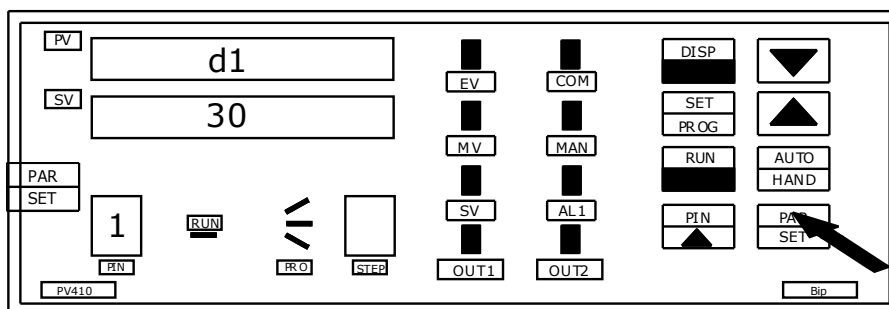 PV
d1
SV
30
PAR
SET
1
PIN
RUN
PRO
STEP
PV410
EV
COM
MV
MAN
SV
AL1
OUT1
OUT2
DISP
SET
PROG
RUN
AUTO
HAND
PIN
PAR
SET
Bip